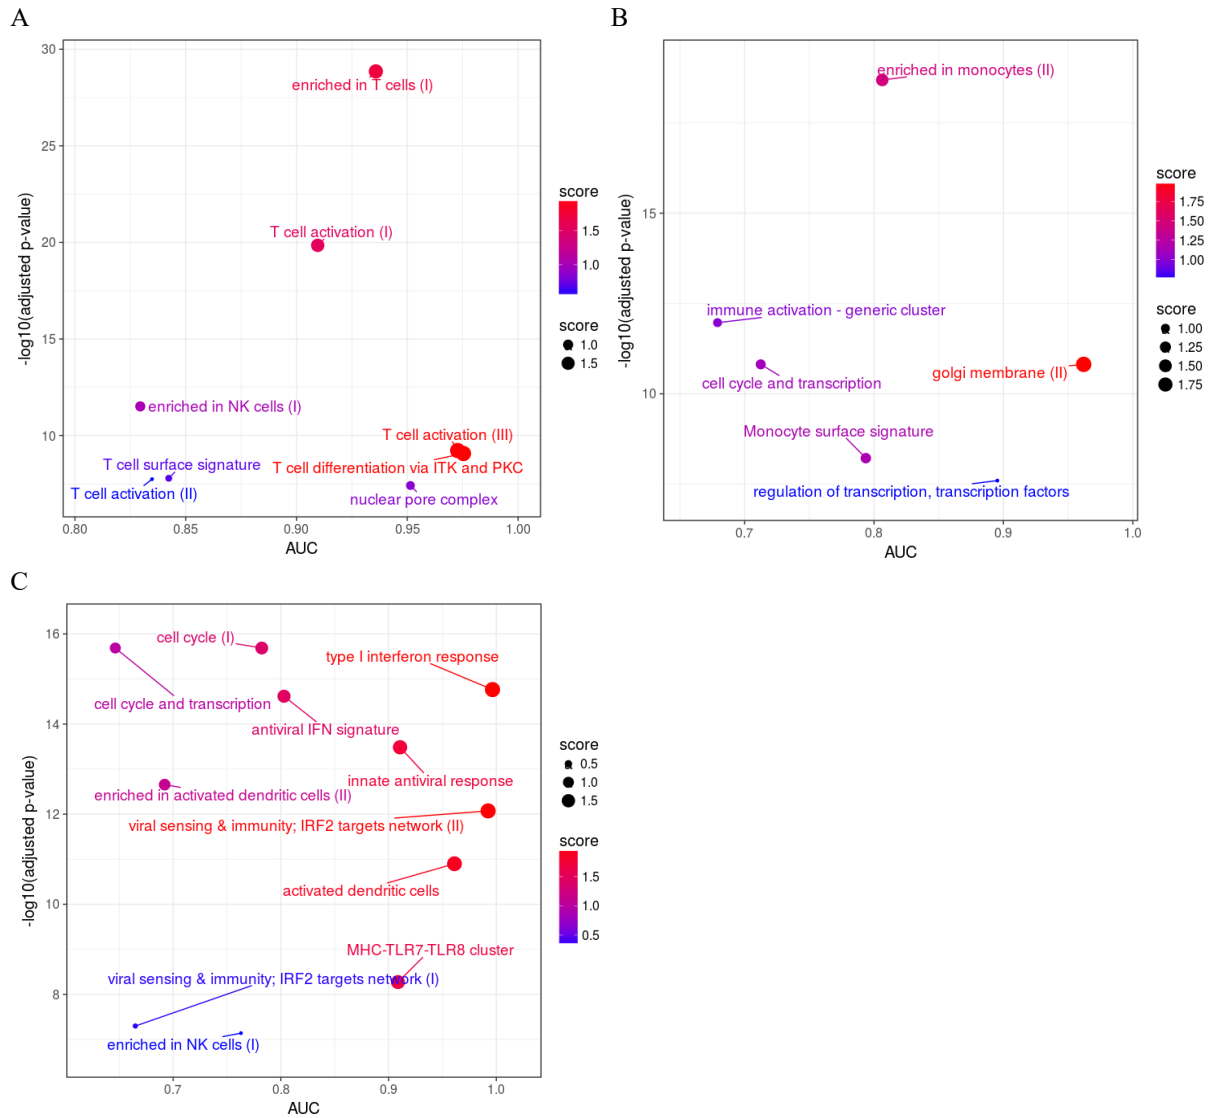 A
30
25
20
15
10
-log10(adjusted p-value)
enriched in T cells (I)
T cell activation (I)
enriched in NK cells (I)
T cell activation (III)
T cell surface signature
T cell differentiation via ITK and PKC
T cell activation (II)
nuclear pore complex
0.80
0.85
0.90
0.95
1.00
AUC
score
1.5
1.0
score
1.0
1.5
B
15
10
-log10(adjusted p-value)
enriched in monocytes (II)
immune activation - generic cluster
golgi membrane (II)
cell cycle and transcription
Monocyte surface signature
regulation of transcription, transcription factors
0.7
0.8
0.9
1.0
AUC
score
1.75
1.50
1.25
1.00
score
1.00
1.25
1.50
1.75
C
16
14
12
10
8
-log10(adjusted p-value)
cell cycle (I)
type I interferon response
cell cycle and transcription
antiviral IFN signature
innate antiviral response
enriched in activated dendritic cells (II)
viral sensing & immunity; IRF2 targets network (II)
activated dendritic cells
MHC-TLR7-TLR8 cluster
viral sensing & immunity; IRF2 targets network (I)
enriched in NK cells (I)
0.7
0.8
0.9
1.0
AUC
score
0.5
1.0
1.5
score
1.5
1.0
0.5